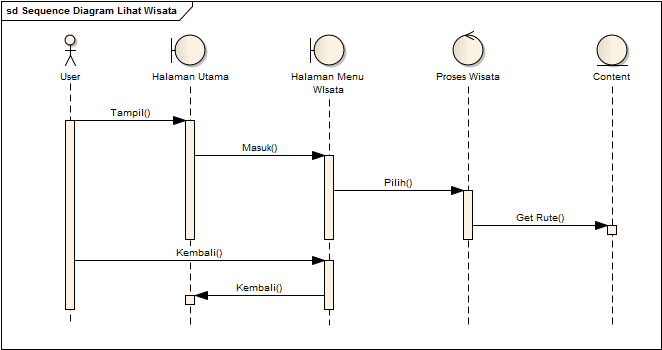 sd Sequence Diagram Lihat Wisata
User
Halaman Utama
Halaman Menu
WIsata
Proses Wisata
Content
Tampil()
Masuk()
Pilih()
Get Rute()
Kembali()
Kembali()